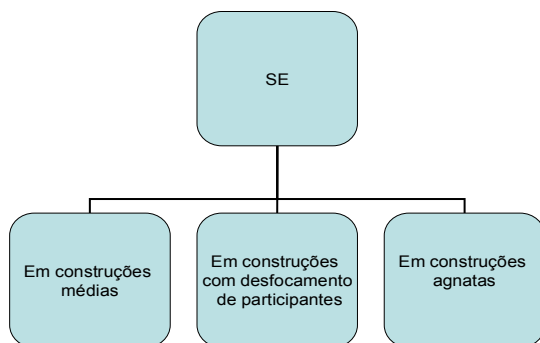 SE
Em construções
médias
Em construções
com desfocamento
de participantes
Em construções
agnatas